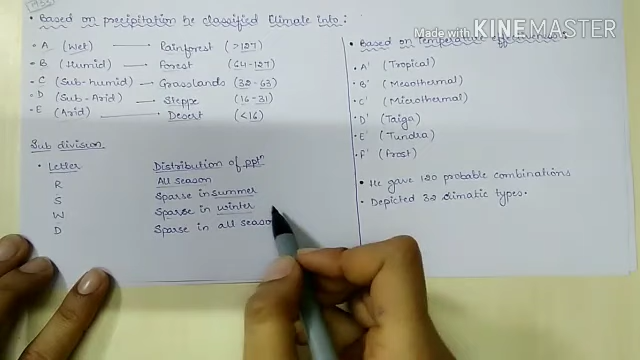 Made with KINEMASTER
• Based on precipitation he classified Climate into:
• A (Wet) → Rainforest (>127)
• B (Humid) → Forest (64-127)
• C (Sub-humid) → Grasslands (32-63)
• D (Sub-Arid) → Steppe (16-31)
• E (Arid) → Desert (<16)
Sub division
• Letter Distribution of pptn
R All season
S Sparse in summer
W Sparse in winter
D Sparse in all season
• Based on Temperature
• A' (Tropical)
• B' (Mesothermal)
• C' (Microthermal)
• D' (Taiga)
• E' (Tundra)
• F' (Frost)
• He gave 120 probable combinations
• Depicted 32 climatic types.